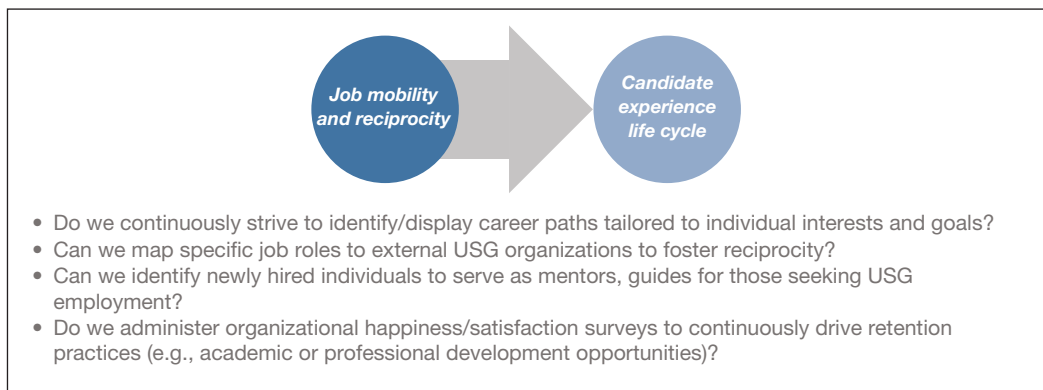 Job mobility
and reciprocity
Candidate
experience
life cycle
• Do we continuously strive to identify/display career paths tailored to individual interests and goals?
• Can we map specific job roles to external USG organizations to foster reciprocity?
• Can we identify newly hired individuals to serve as mentors, guides for those seeking USG
employment?
• Do we administer organizational happiness/satisfaction surveys to continuously drive retention
practices (e.g., academic or professional development opportunities)?